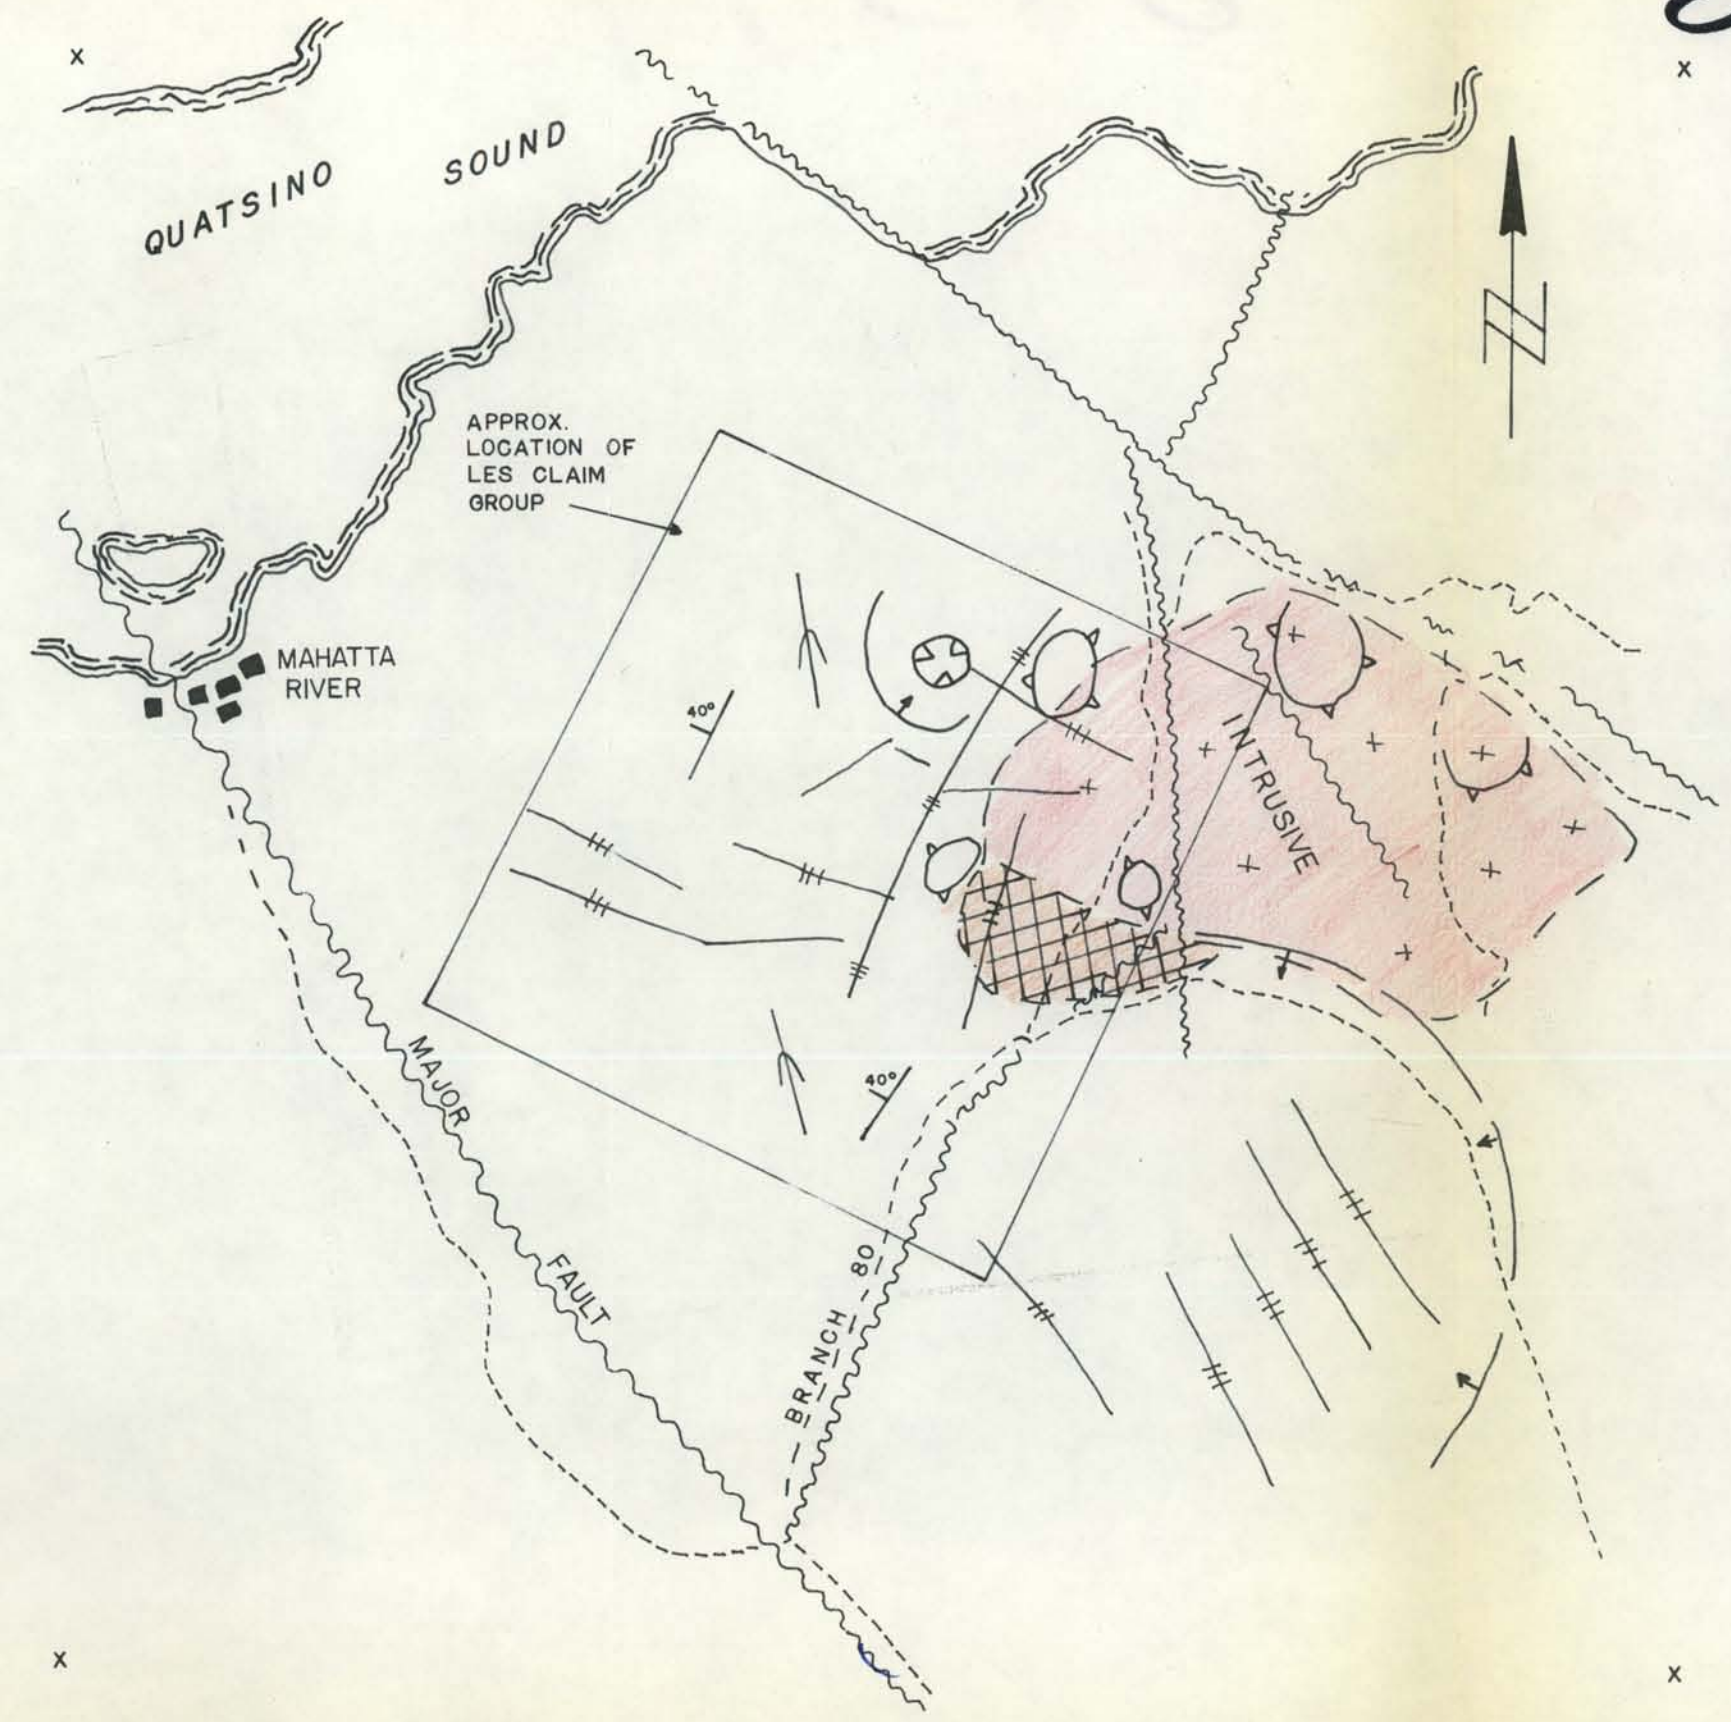 x
x
QUATSINO SOUND
APPROX.
LOCATION OF
LES CLAIM
GROUP
N
MAHATTA
RIVER
40°
INTRUSIVE
MAJOR
FAULT
40°
BRANCH 80
x
x